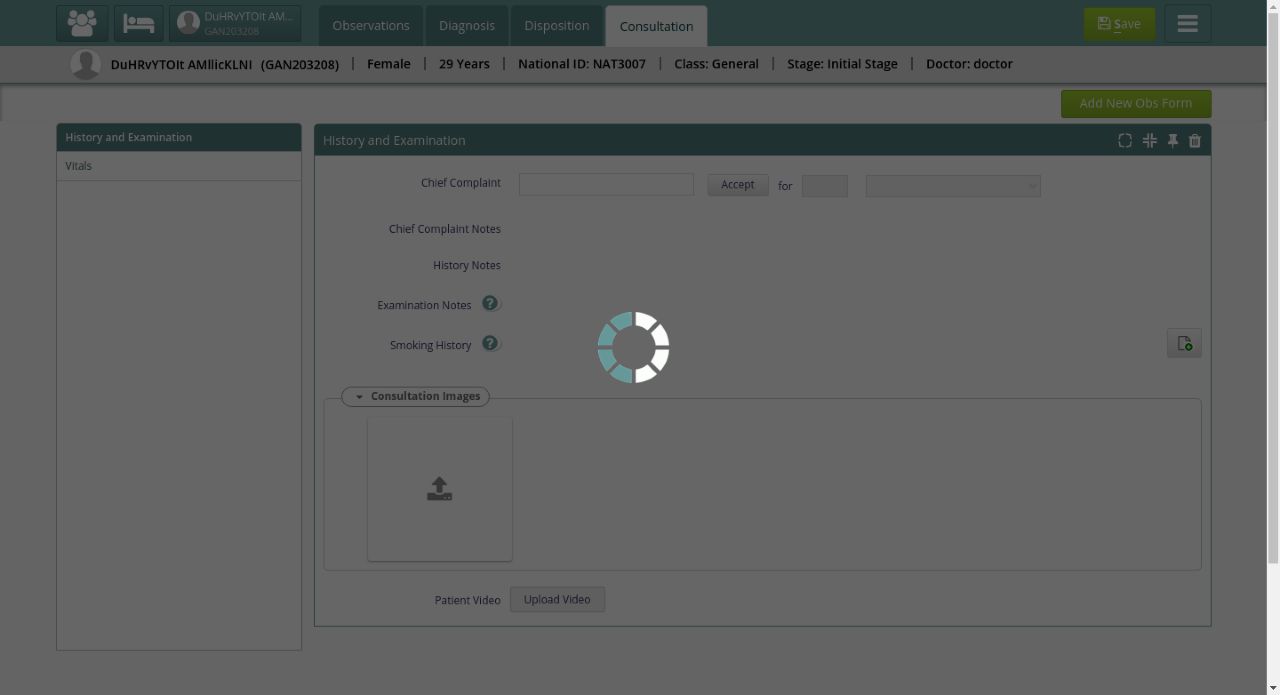 DuHRvYTOIt AM...
GAN203208
Observations
Diagnosis
Disposition
Consultation
Save
DuHRvYTOIt AMllicKLNI (GAN203208) | Female | 29 Years | National ID: NAT3007 | Class: General | Stage: Initial Stage | Doctor: doctor
Add New Obs Form
History and Examination
Vitals
History and Examination
Chief Complaint
Accept
for
Chief Complaint Notes
History Notes
Examination Notes ?
Smoking History ?
Consultation Images
Patient Video
Upload Video